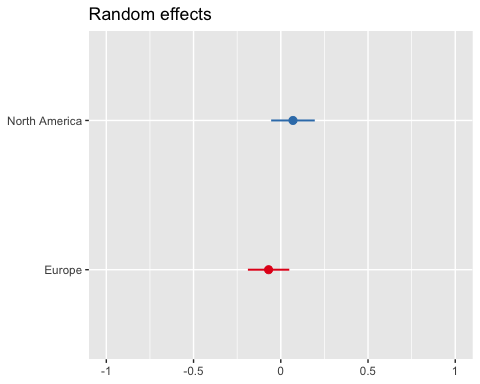 Random effects
North America
Europe
-1 -0.5 0 0.5 1